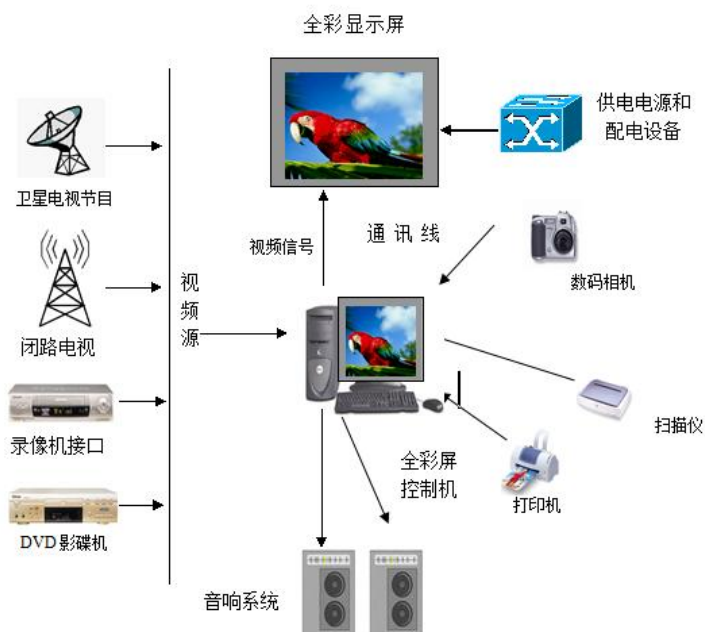 全彩显示屏
供电电源和
配电设备
卫星电视节目
视频信号
通讯线
数码相机
闭路电视
视
频
源
录像机接口
全彩屏
控制机
扫描仪
打印机
DVD影碟机
音响系统